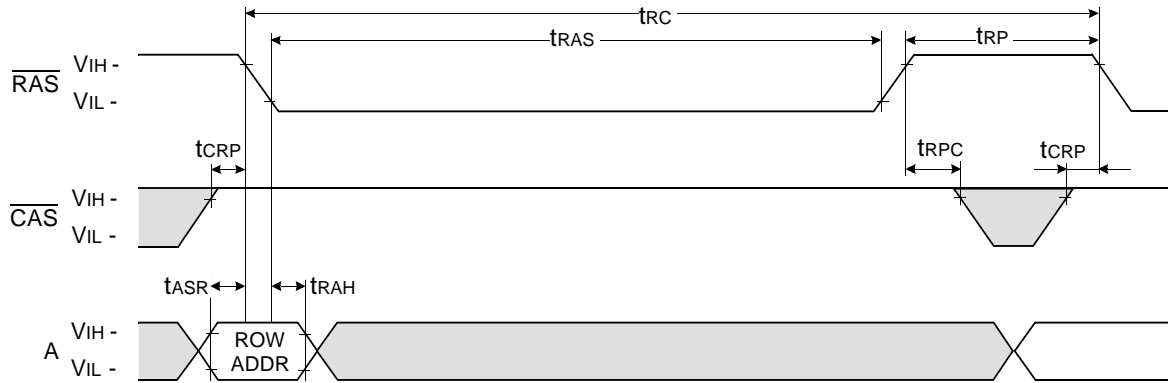 tRC
tRAS
tRP
RAS
VIH -
VIL -
tCRP
tRPC
tCRP
CAS
VIH -
VIL -
tASR
tRAH
A
VIH -
VIL -
ROW
ADDR